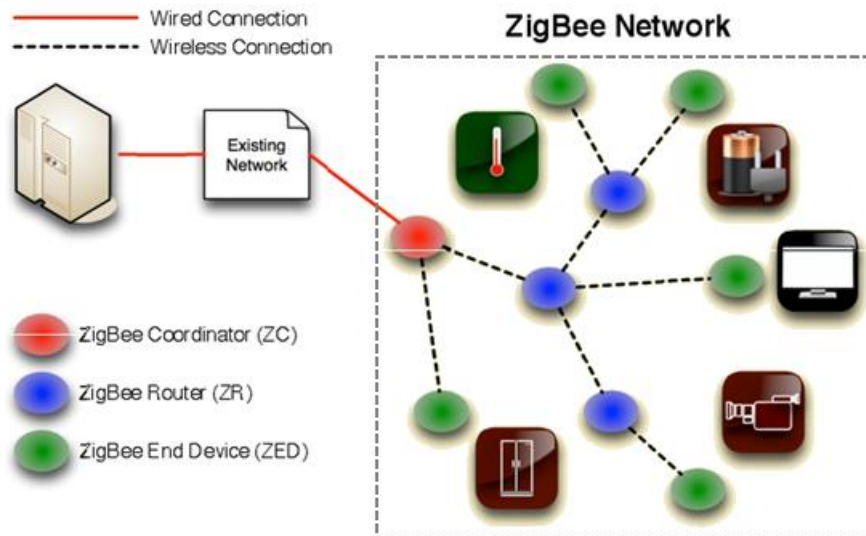 Wired Connection
Wireless Connection
ZigBee Network
Existing
Network
ZigBee Coordinator (ZC)
ZigBee Router (ZR)
ZigBee End Device (ZED)